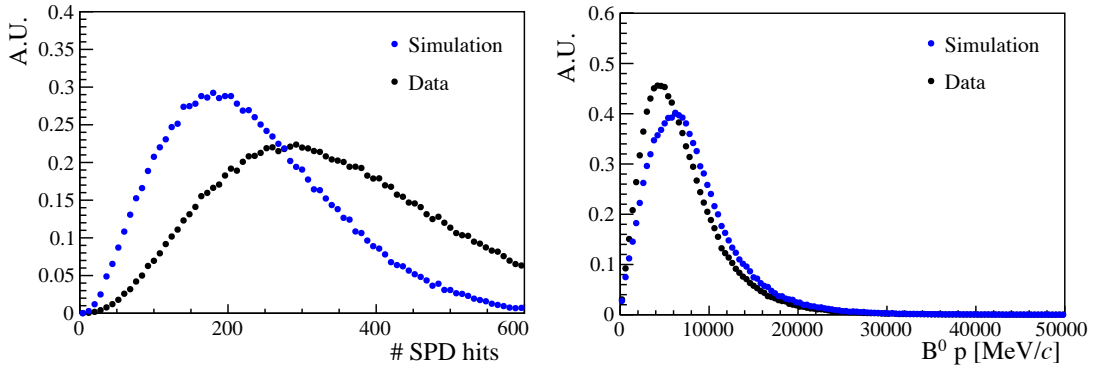 A.U.
0.4
0.35
0.3
0.25
0.2
0.15
0.1
0.05
0
Simulation
Data
0 200 400 600
# SPD hits
A.U.
0.6
0.5
0.4
0.3
0.2
0.1
0
Simulation
Data
0 10000 20000 30000 40000 50000
B⁰ p [MeV/c]